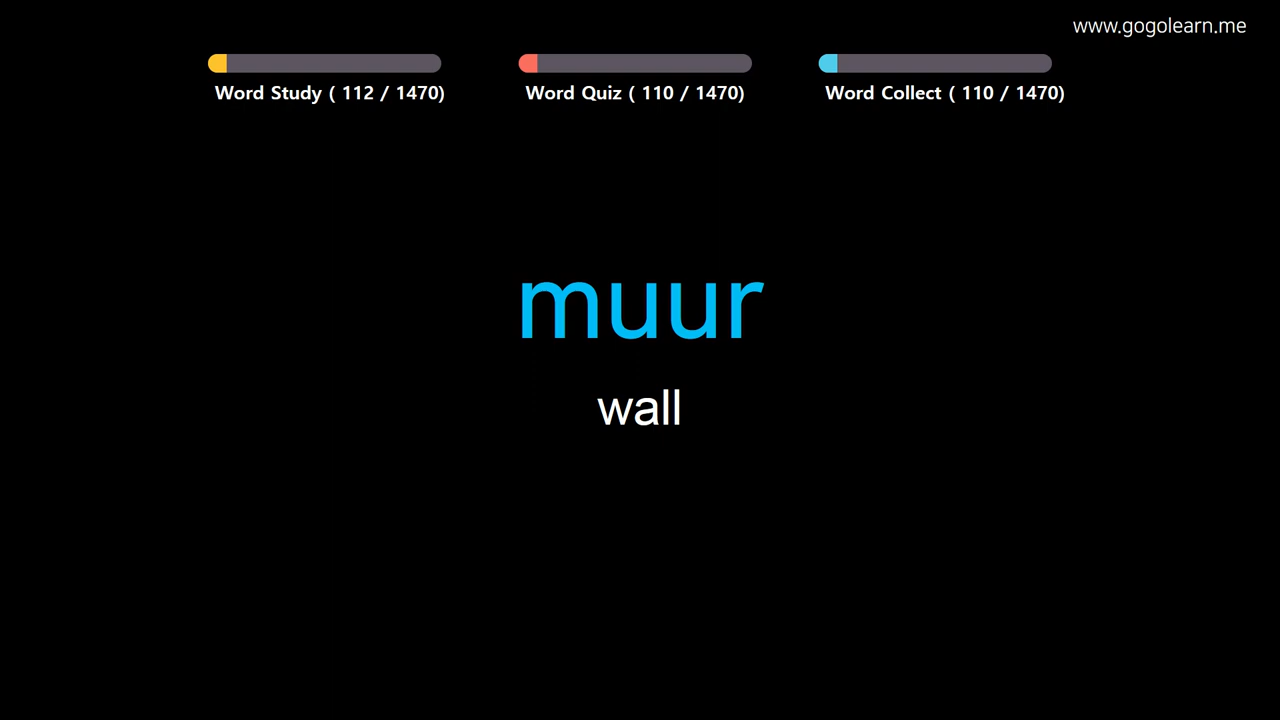 www.gogolearn.me
Word Study ( 112 / 1470)
Word Quiz ( 110 / 1470)
Word Collect ( 110 / 1470)
muur
wall